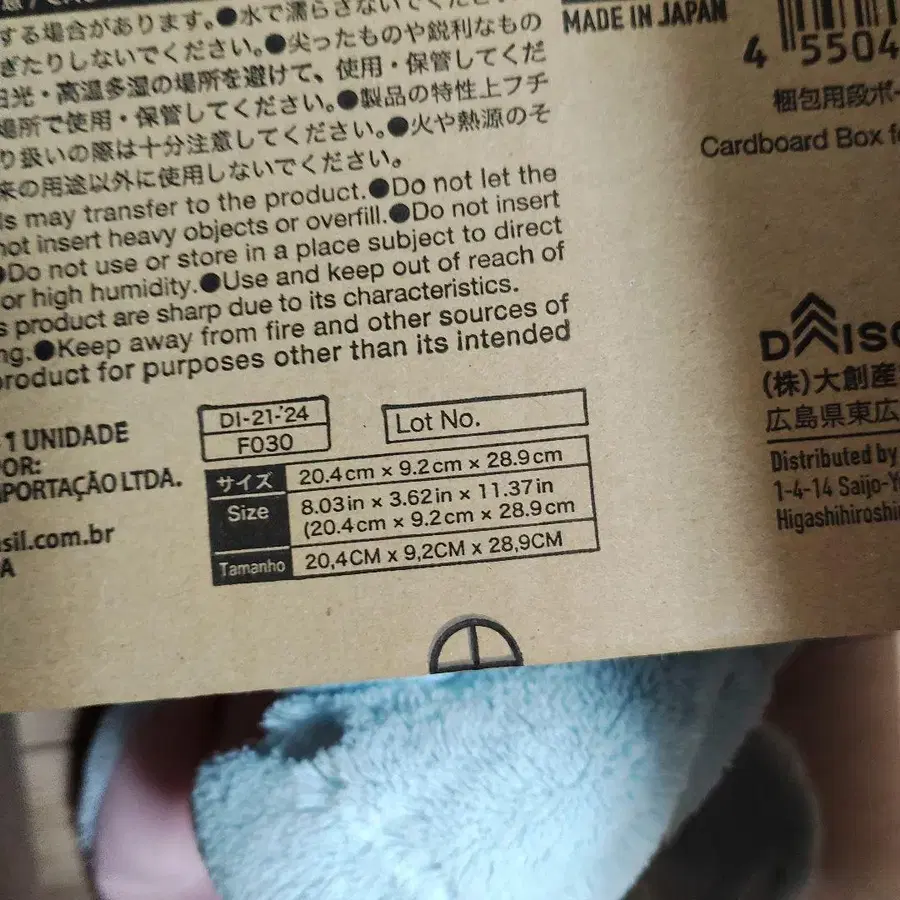 する場合があります。●水で濡らさないでください
ぎたりしないでください。●尖ったものや鋭利なもの
日光・高温多湿の場所を避けて、使用・保管してくだ
場所で使用・保管してください。●製品の特性上フチ
り扱いの際は十分注意してください。●火や熱源のそ
来の用途以外に使用しないでください。
ls may transfer to the product.●Do not let the
not insert heavy objects or overfill.●Do not insert
●Do not use or store in a place subject to direct
or high humidity.●Use and keep out of reach of
s product are sharp due to its characteristics.
ng.●Keep away from fire and other sources of
product for purposes other than its intended
MADE IN JAPAN
4 5504
梱包用段ボー
Cardboard Box f
DAISO
(株)大創産
広島県東広
Distributed by
1-4-14 Saijo-Y
Higashihiroshi
1 UNIDADE
POR:
PORTAÇÃO LTDA.
sil.com.br
A
DI-21-'24
F030
Lot No.
サイズ 20.4cm × 9.2cm × 28.9cm
Size 8.03in × 3.62in × 11.37in
(20.4cm × 9.2cm × 28.9cm
Tamanho 20,4CM x 9,2CM x 28,9CM